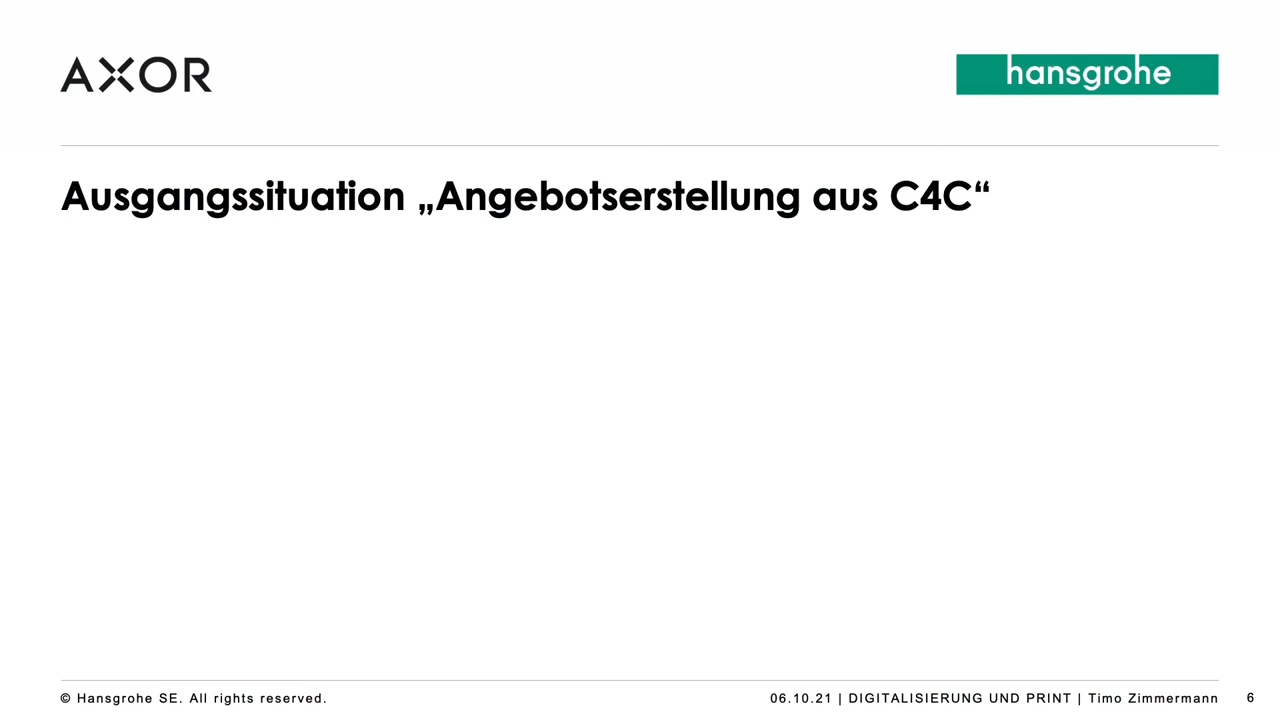 AXOR
hansgrohe
Ausgangssituation „Angebotserstellung aus C4C“
© Hansgrohe SE. All rights reserved.
06.10.21 | DIGITALISIERUNG UND PRINT | Timo Zimmermann 6